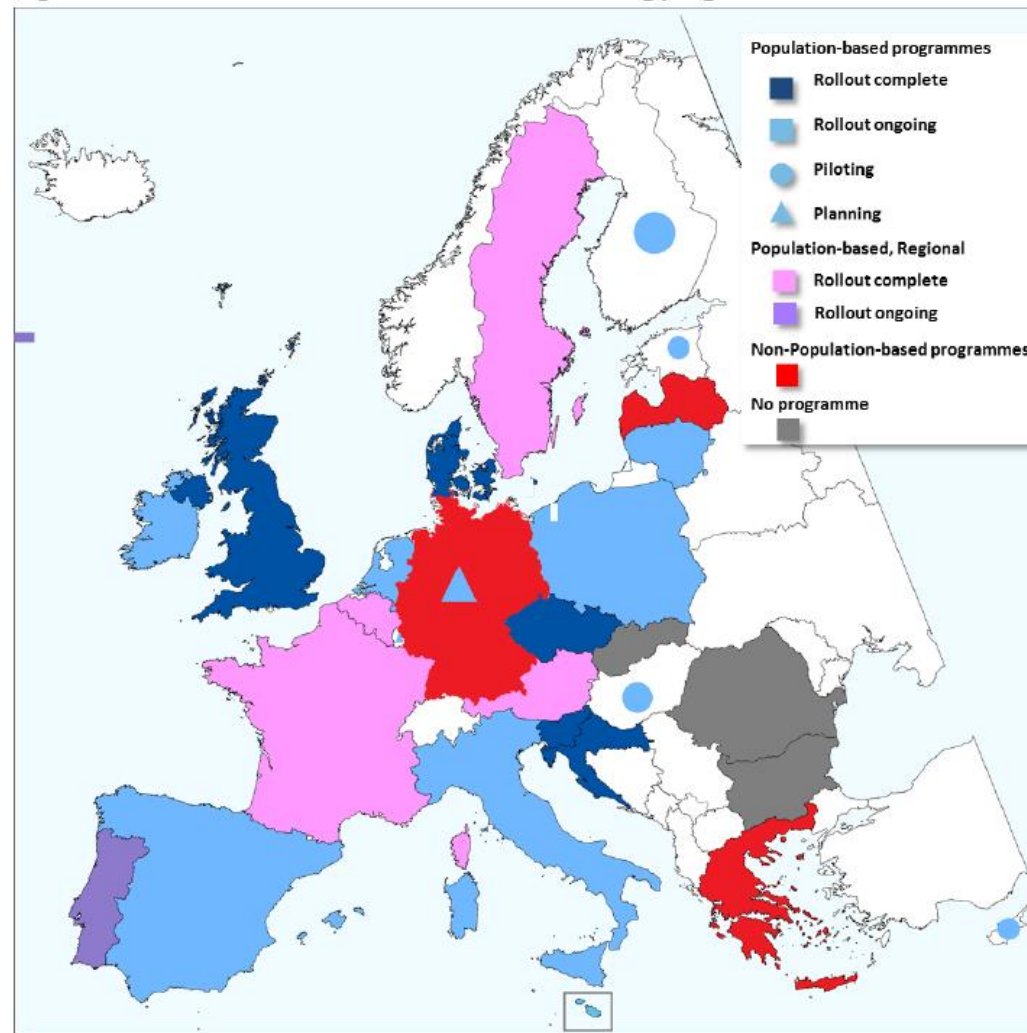 Population-based programmes
Rollout complete
Rollout ongoing
Piloting
Planning
Population-based, Regional
Rollout complete
Rollout ongoing
Non-Population-based programmes
No programme